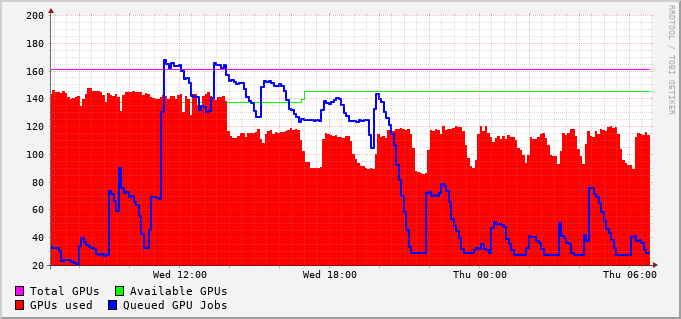 200
180
160
140
120
100
80
60
40
20
Wed 12:00 Wed 18:00 Thu 00:00 Thu 06:00
Total GPUs Available GPUs
GPUs used Queued GPU Jobs
RRDTOOL / TOBI OETIKER